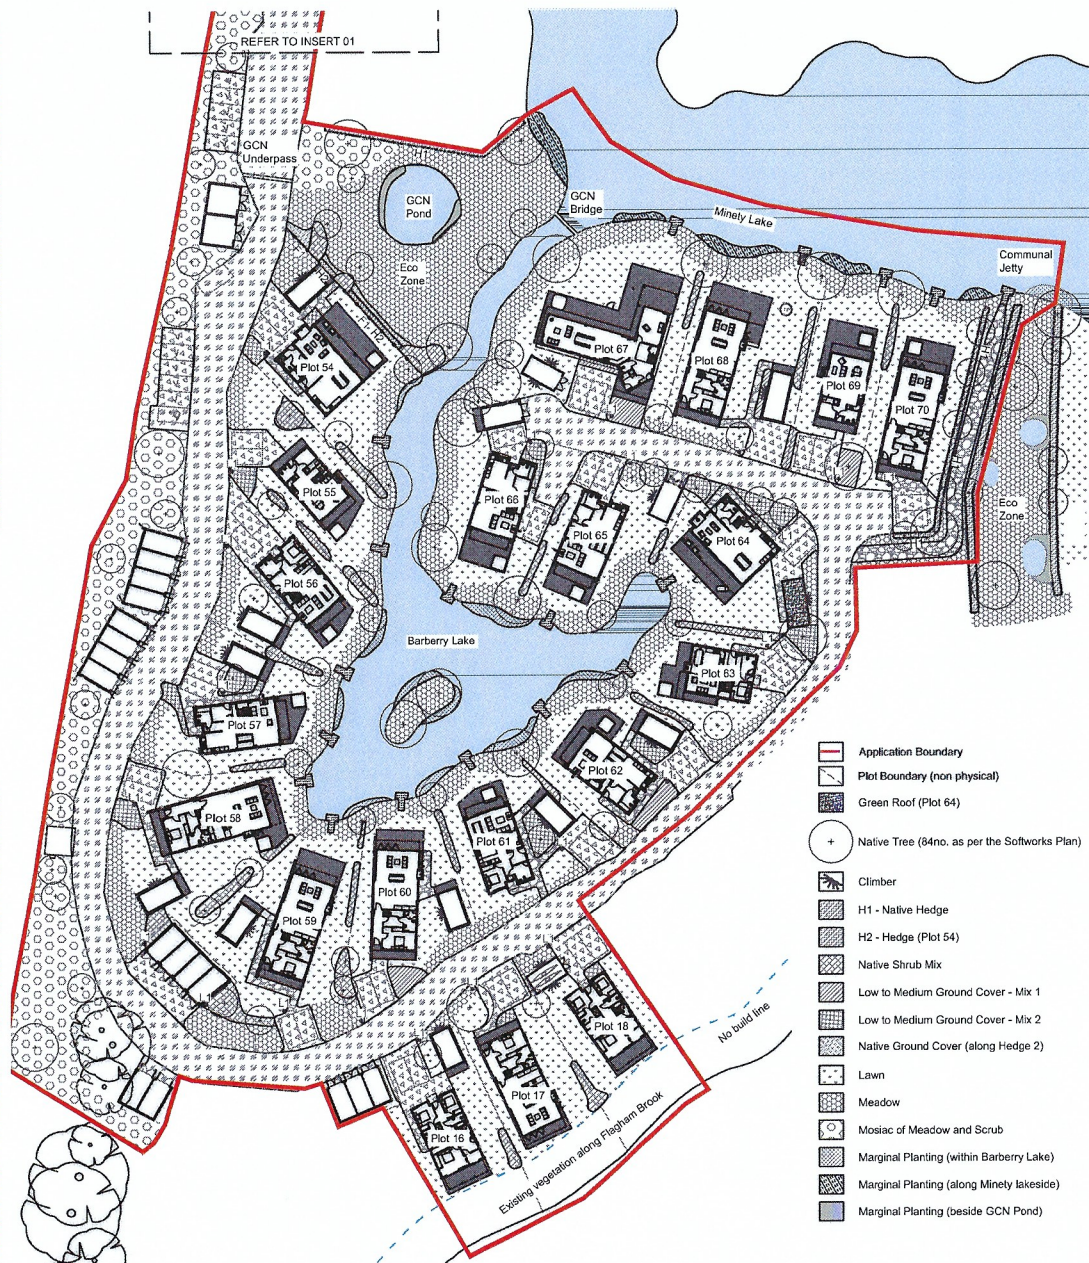 REFER TO INSERT 01
GCN
Underpass
GCN
Pond
GCN
Bridge
Minety Lake
Communal
Jetty
Eco
Zone
Plot 54
Plot 67
Plot 68
Plot 69
Plot 70
Plot 55
Plot 66
Plot 65
Plot 64
Eco
Zone
Plot 56
Barberry Lake
Plot 63
Plot 57
Plot 62
Plot 58
Plot 61
Plot 60
Plot 59
Plot 18
Plot 17
Plot 16
No build line
Existing vegetation along Flagham Brook
Application Boundary
Plot Boundary (non physical)
Green Roof (Plot 64)
Native Tree (84no. as per the Softworks Plan)
Climber
H1 - Native Hedge
H2 - Hedge (Plot 54)
Native Shrub Mix
Low to Medium Ground Cover - Mix 1
Low to Medium Ground Cover - Mix 2
Native Ground Cover (along Hedge 2)
Lawn
Meadow
Mosiac of Meadow and Scrub
Marginal Planting (within Barberry Lake)
Marginal Planting (along Minety lakeside)
Marginal Planting (beside GCN Pond)